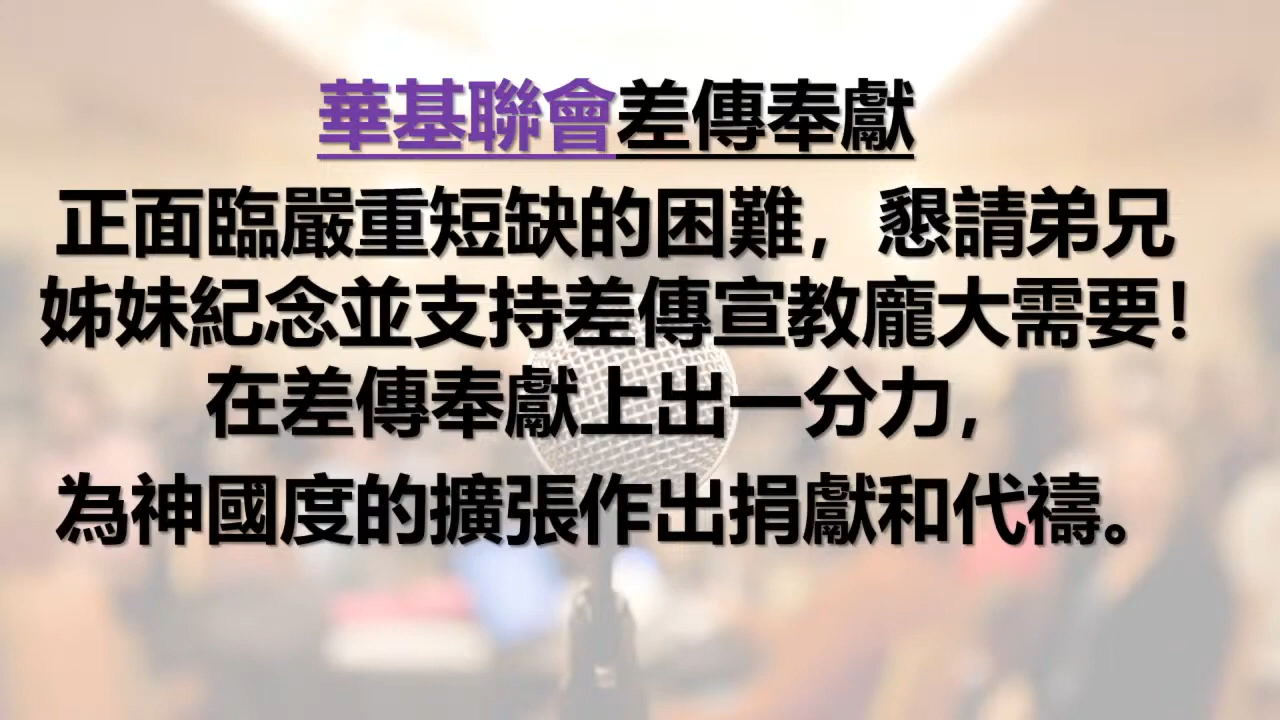 華基聯會差傳奉獻
正面臨嚴重短缺的困難，懇請弟兄
姊妹紀念並支持差傳宣教龐大需要！
在差傳奉獻上出一分力，
為神國度的擴張作出捐獻和代禱。